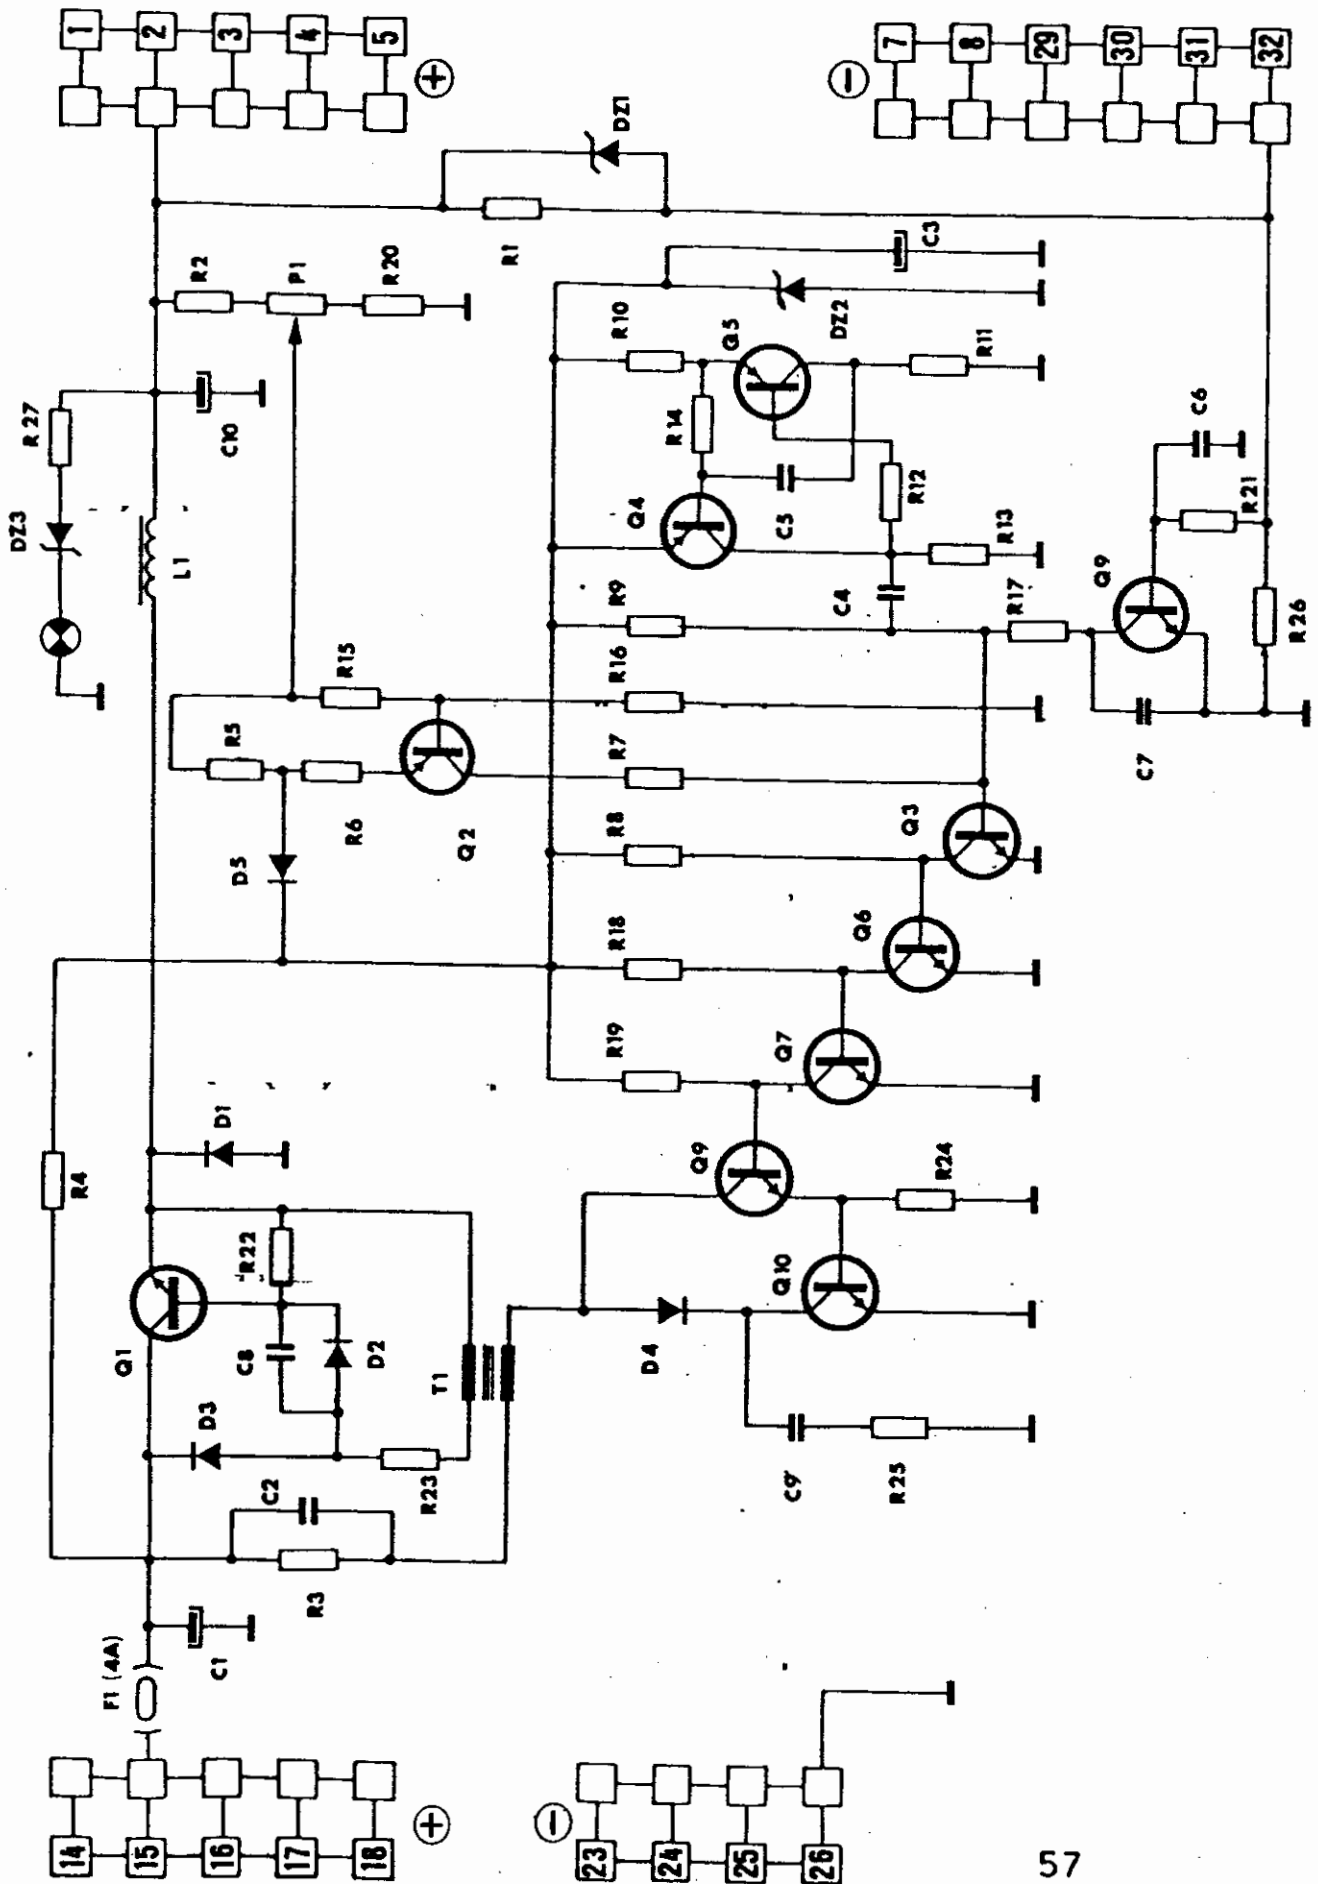 1
2
3
4
5
+
-
7
8
29
30
31
32
DZ1
R1
R2
P1
R20
C3
R10
Q5
DZ2
R11
R27
C10
R14
C6
DZ3
L1
Q4
C5
R12
R13
R21
R9
C4
R17
Q9
R26
R15
R16
R5
R6
Q2
R7
C7
D5
R8
Q3
R18
Q6
R19
Q7
R4
D1
Q9
R24
R22
Q10
Q1
C8
D2
T1
D4
D3
C2
R23
C9
R25
R3
F1 (4A)
C1
14
15
16
17
18
+
-
23
24
25
26
57